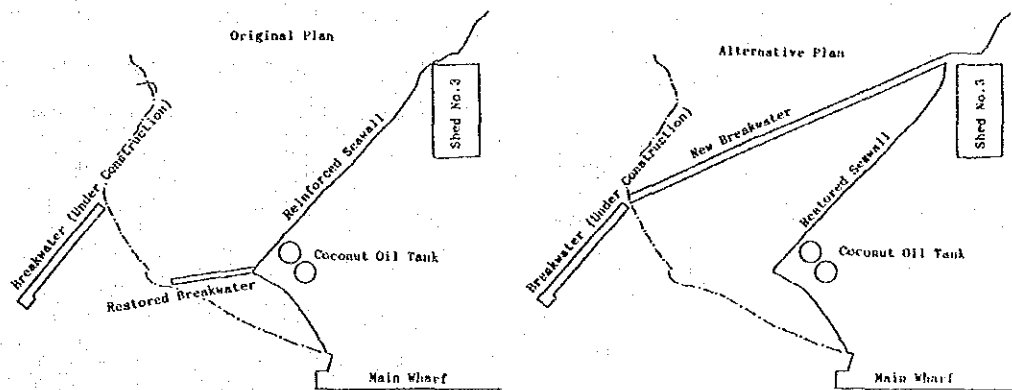 Original Plan
Breakwater (Under Construction)
Reinforced Seawall
Shed No.3
Coconut Oil Tank
Restored Breakwater
Main Wharf
Alternative Plan
Breakwater (Under Construction)
New Breakwater
Restored Seawall
Shed No.3
Coconut Oil Tank
Main Wharf